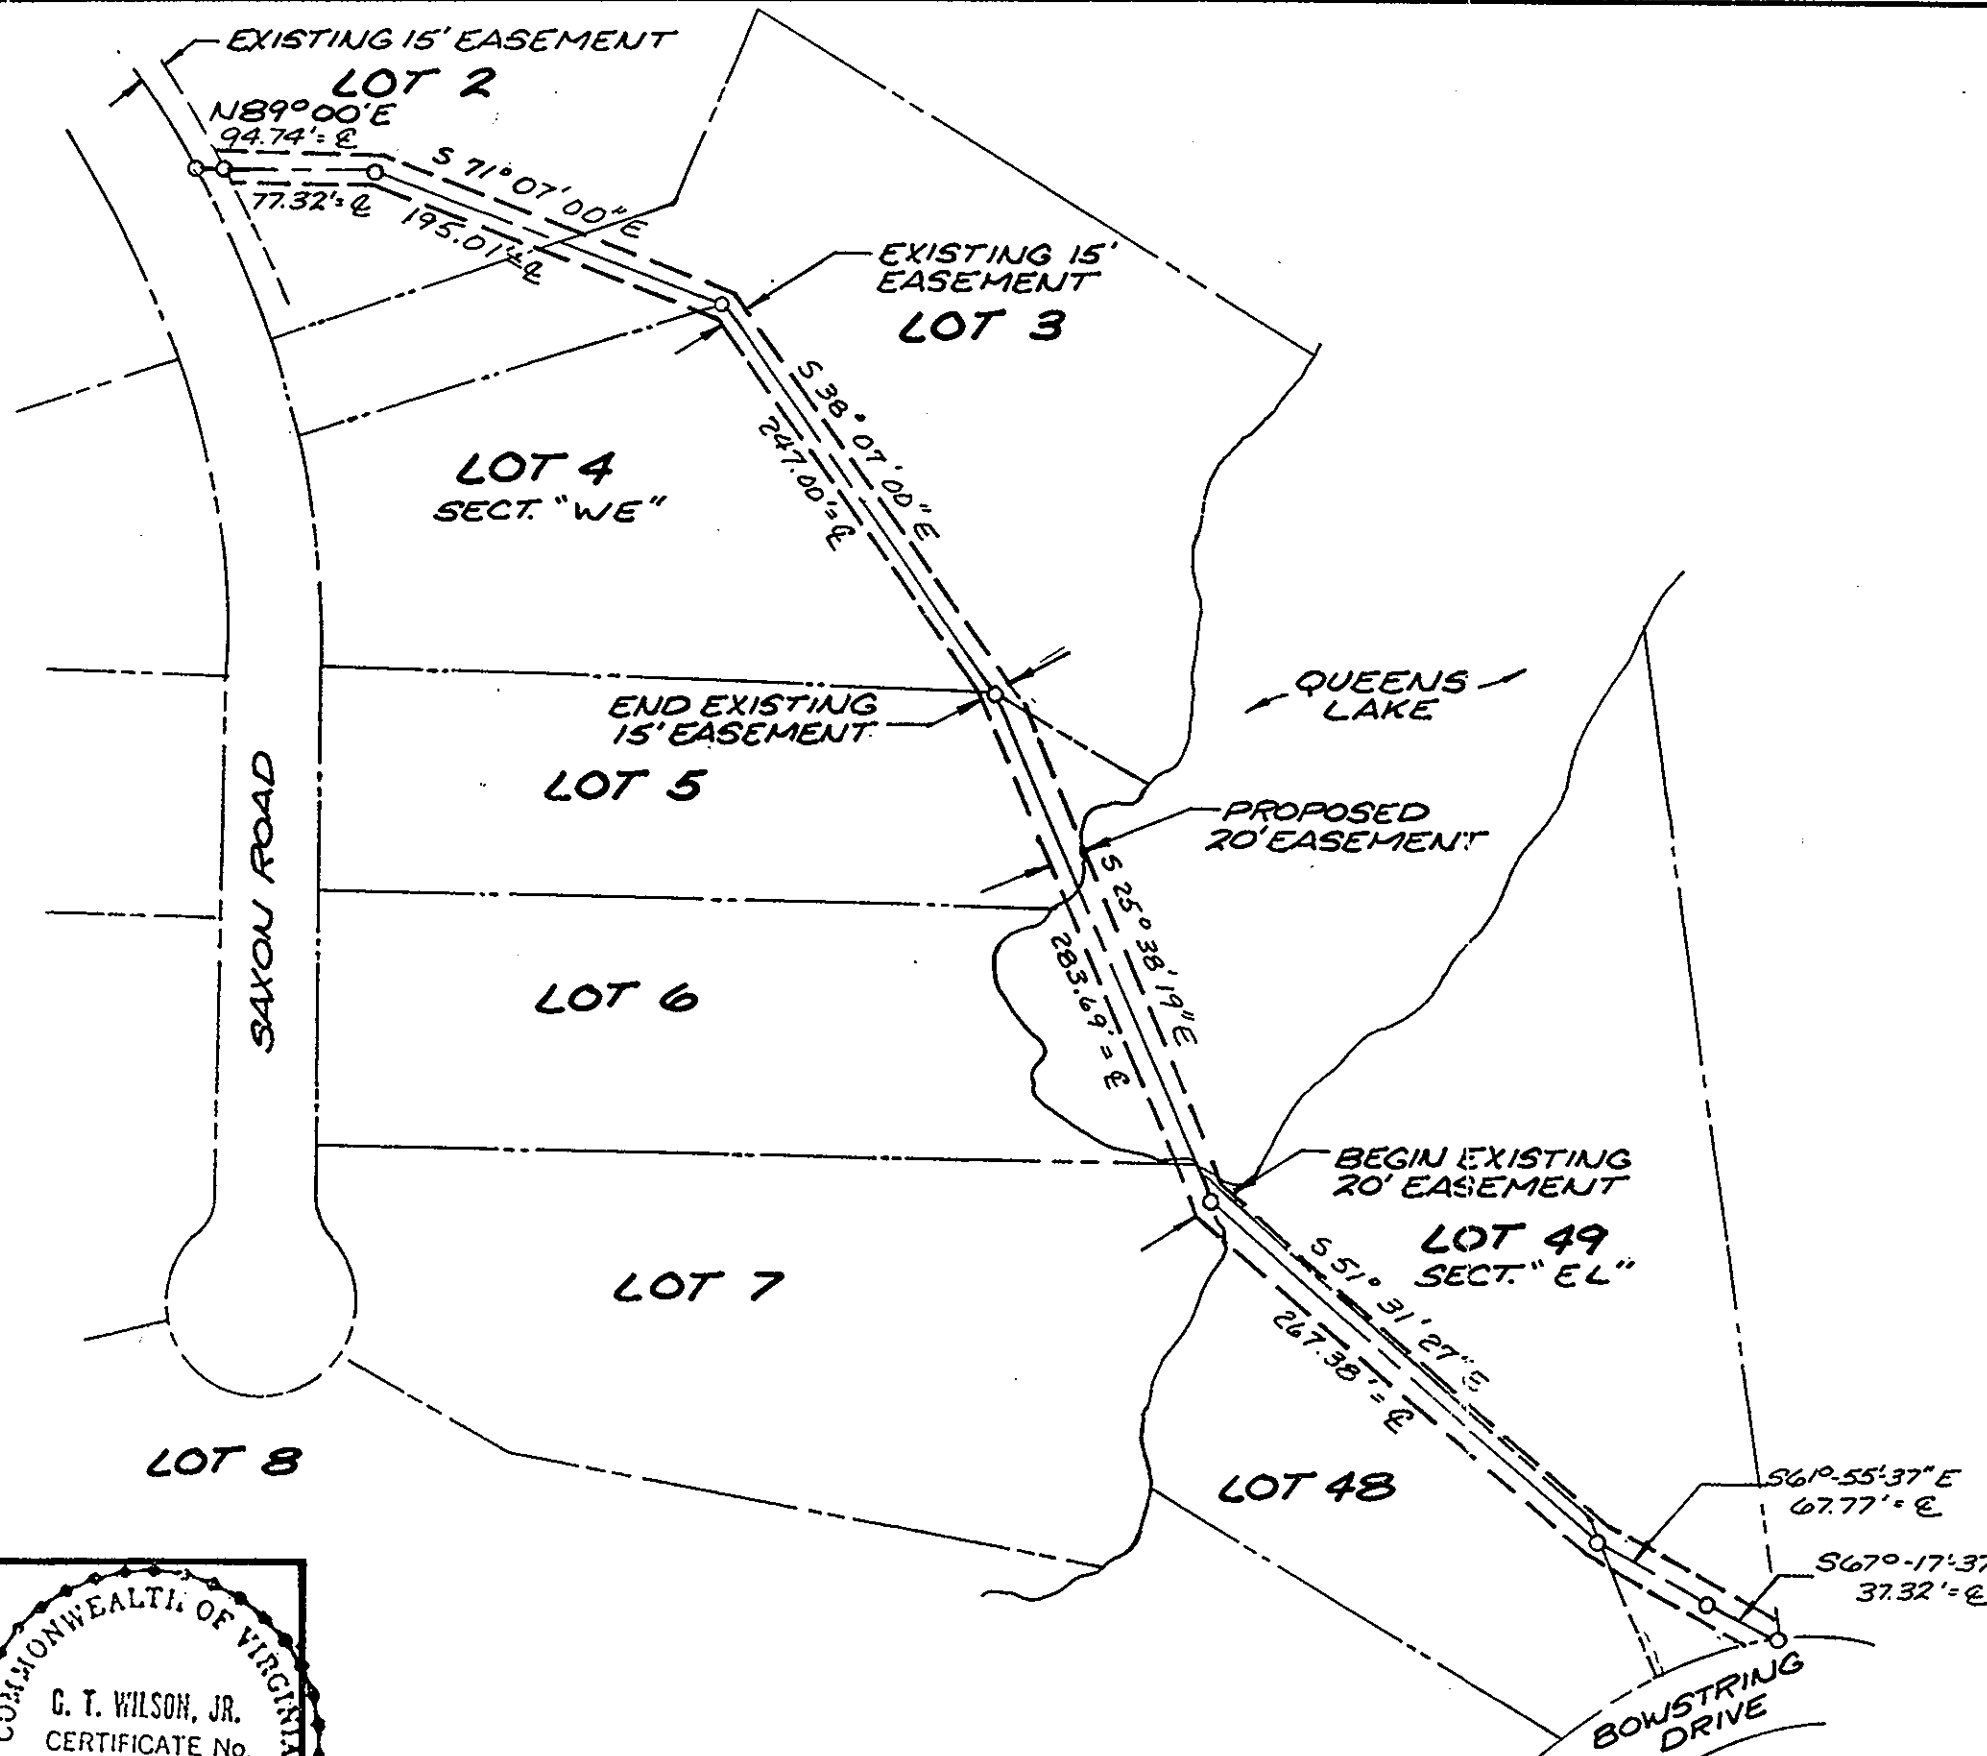 EXISTING 15' EASEMENT
LOT 2
N89°00'E
94.74'= ℄
77.32'= ℄
S 71°07'00"E
195.01'= ℄
EXISTING 15'
EASEMENT
LOT 3
S 38°07'00"E
247.00'= ℄
LOT 4
SECT. "WE"
END EXISTING
15' EASEMENT
QUEENS
LAKE
LOT 5
SAXON ROAD
PROPOSED
20' EASEMENT
S 25°38'19"E
283.69'= ℄
LOT 6
BEGIN EXISTING
20' EASEMENT
LOT 49
SECT. "EL"
LOT 7
S 51°31'27"E
267.38'= ℄
LOT 8
LOT 48
S61°-55'-37"E
67.77'= ℄
S67°-17'-37
37.32'= ℄
BOWSTRING
DRIVE
COMMONWEALTH OF VIRGINIA
C. T. WILSON, JR.
CERTIFICATE No.